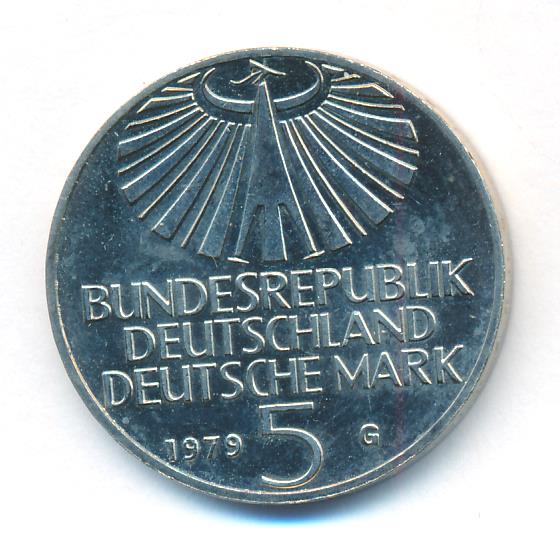 BUNDESREPUBLIK
DEUTSCHLAND
DEUTSCHE MARK
1979 5 G